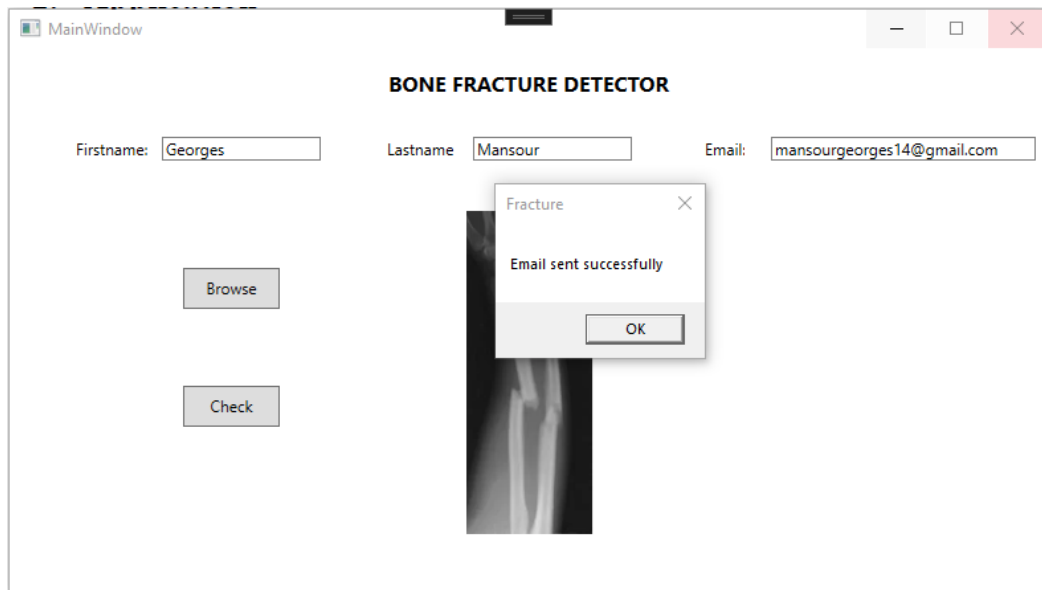 MainWindow
BONE FRACTURE DETECTOR
Firstname: Georges Lastname Mansour Email: mansourgeorges14@gmail.com
Fracture
Email sent successfully
Browse
OK
Check